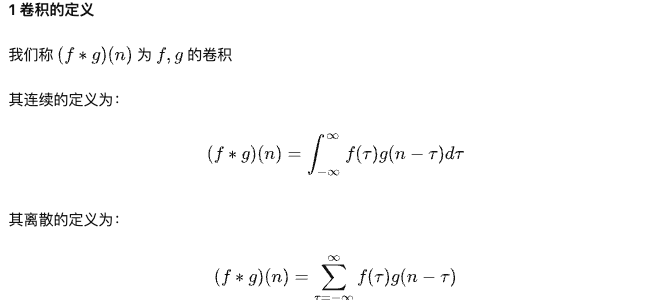 1 卷积的定义
我们称 (f ∗ g)(n) 为 f, g 的卷积
其连续的定义为：
(f ∗ g)(n) = ∫_{−∞}^{∞} f(τ)g(n − τ)dτ
其离散的定义为：
(f ∗ g)(n) = ∑_{τ=−∞}^{∞} f(τ)g(n − τ)